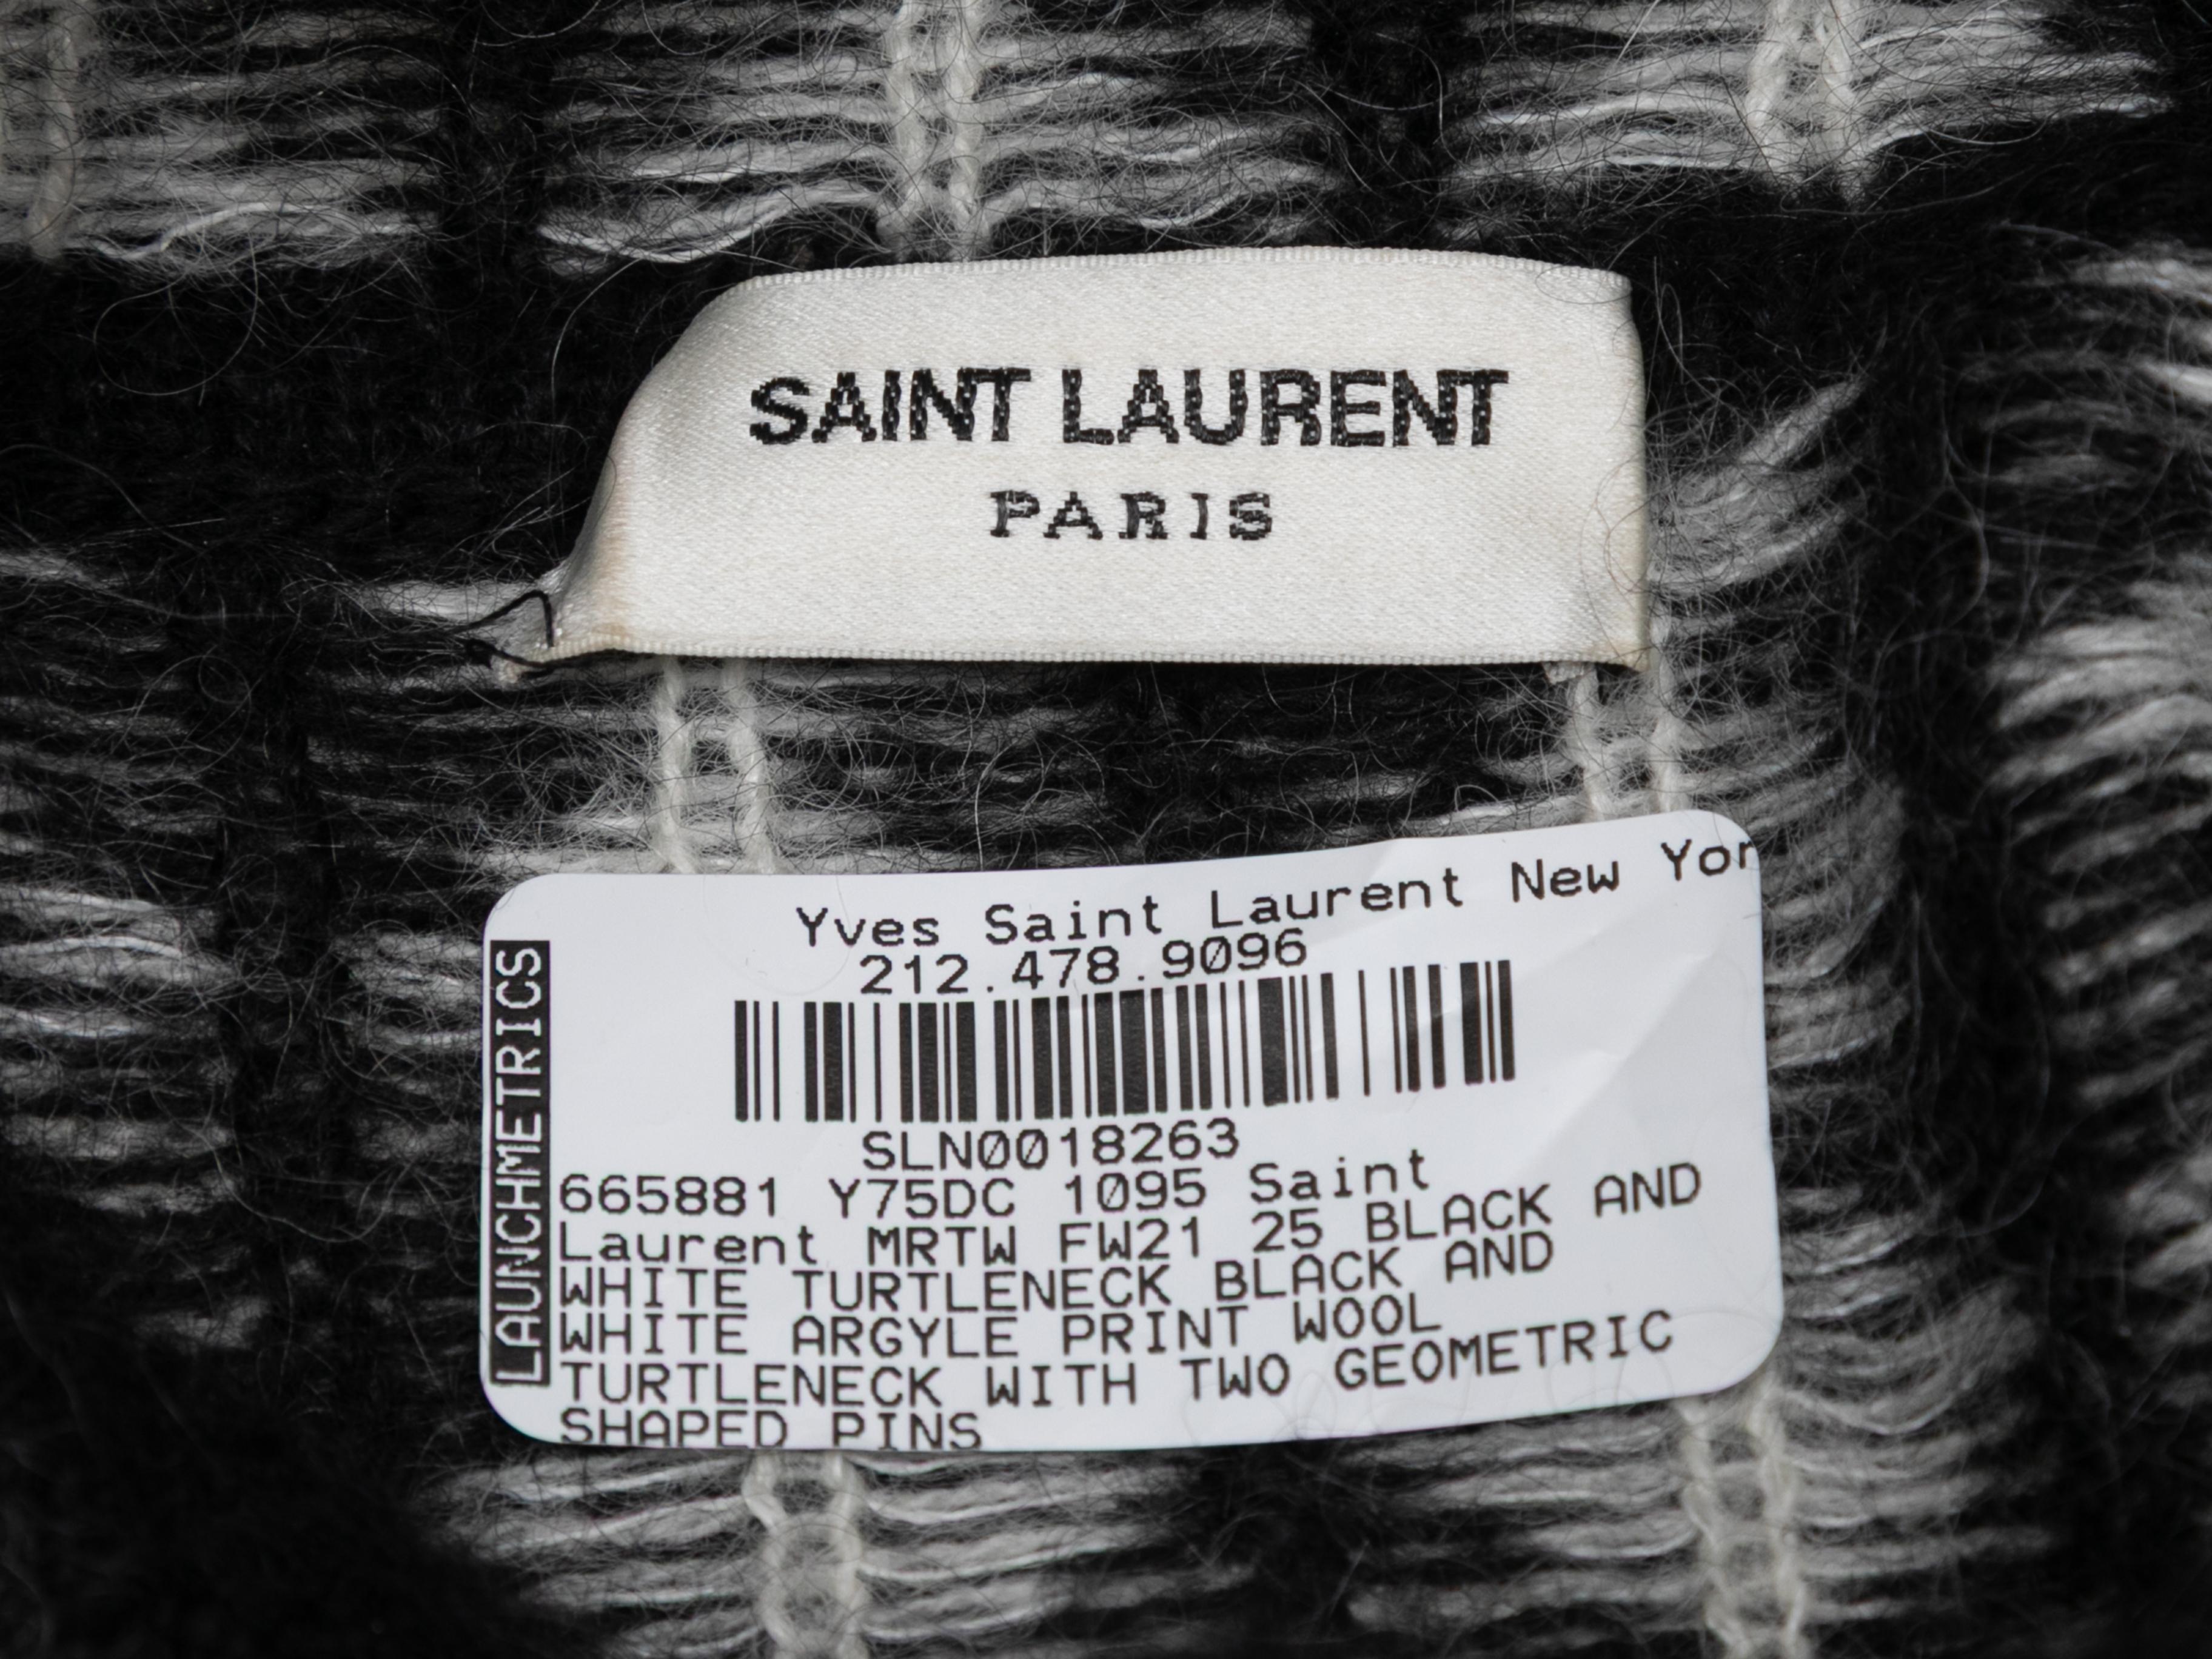 SAINT LAURENT
PARIS
Yves Saint Laurent New Yor
212.478.9096
LAUNCHMETRICS
SLN0018263
665881 Y75DC 1095 Saint
Laurent MRTW FW21 25 BLACK AND
WHITE TURTLENECK BLACK AND
WHITE ARGYLE PRINT WOOL
TURTLENECK WITH TWO GEOMETRIC
SHAPED PINS